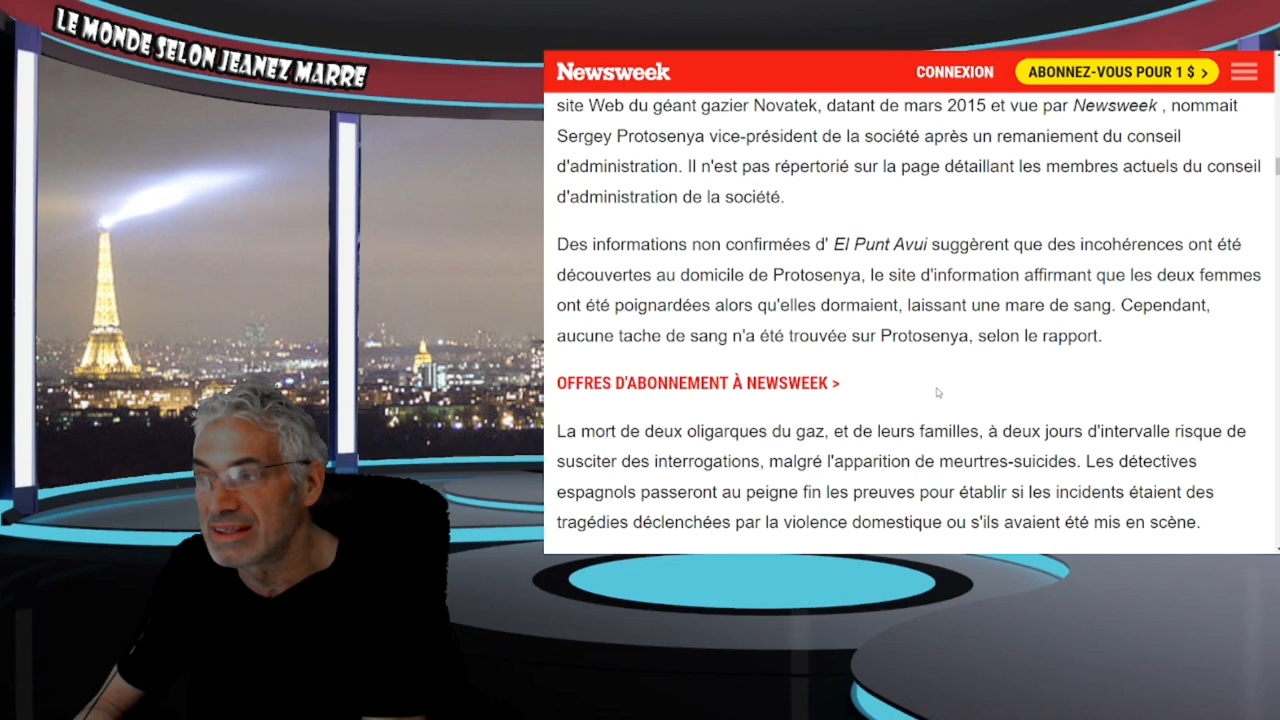 LE MONDE SELON JEANEZ MARRE
Newsweek
CONNEXION
ABONNEZ-VOUS POUR 1 $ >
site Web du géant gazier Novatek, datant de mars 2015 et vue par Newsweek , nommait
Sergey Protosenya vice-président de la société après un remaniement du conseil
d'administration. Il n'est pas répertorié sur la page détaillant les membres actuels du conseil
d'administration de la société.
Des informations non confirmées d' El Punt Avui suggèrent que des incohérences ont été
découvertes au domicile de Protosenya, le site d'information affirmant que les deux femmes
ont été poignardées alors qu'elles dormaient, laissant une mare de sang. Cependant,
aucune tache de sang n'a été trouvée sur Protosenya, selon le rapport.
OFFRES D'ABONNEMENT À NEWSWEEK >
La mort de deux oligarques du gaz, et de leurs familles, à deux jours d'intervalle risque de
susciter des interrogations, malgré l'apparition de meurtres-suicides. Les détectives
espagnols passeront au peigne fin les preuves pour établir si les incidents étaient des
tragédies déclenchées par la violence domestique ou s'ils avaient été mis en scène.